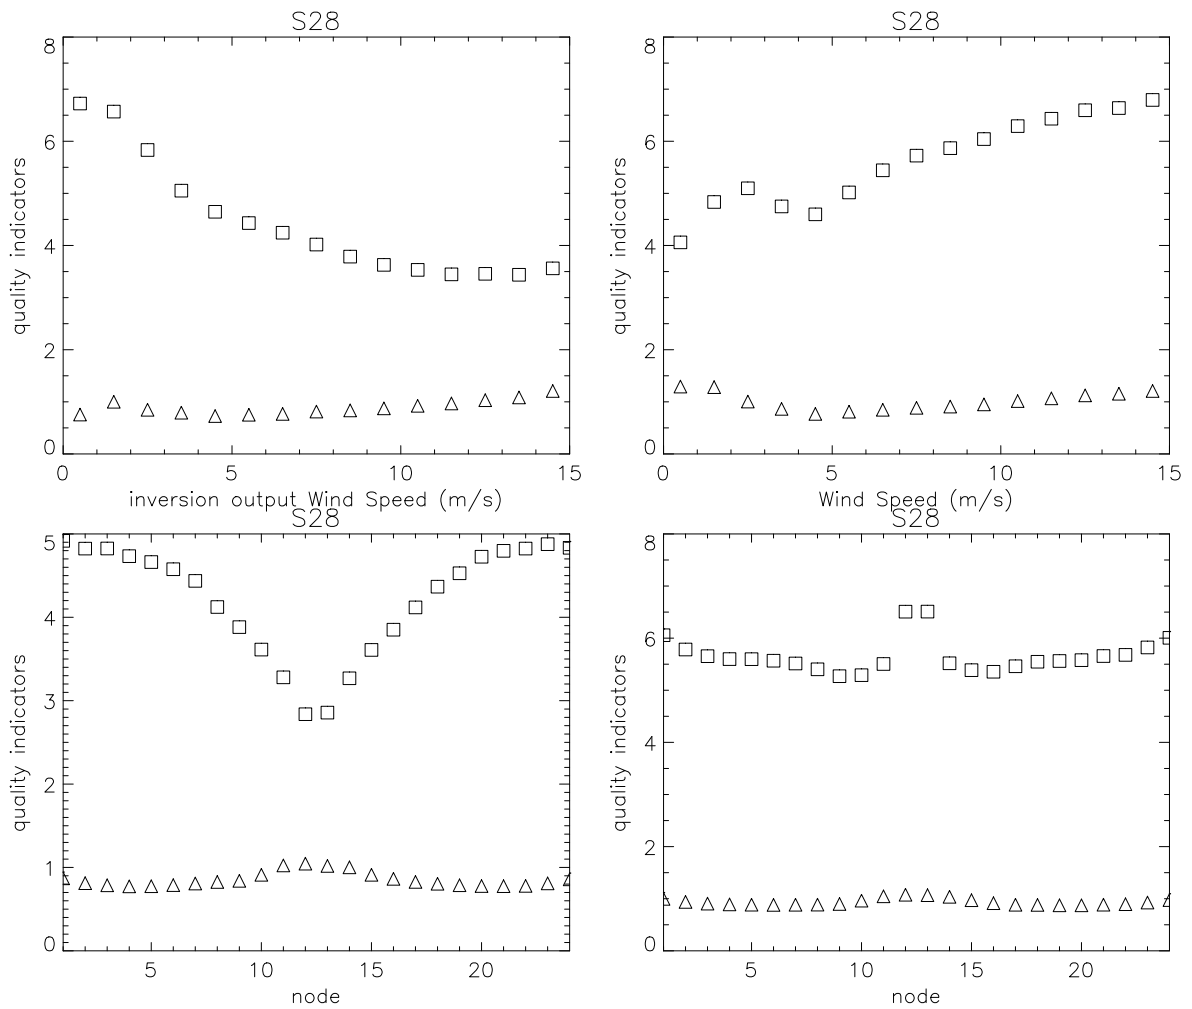 S28
quality indicators
8
6
4
2
0
0 5 10 15
inversion output Wind Speed (m/s)
S28
quality indicators
8
6
4
2
0
0 5 10 15
Wind Speed (m/s)
S28
quality indicators
5
4
3
2
1
0
5 10 15 20
node
S28
quality indicators
8
6
4
2
0
5 10 15 20
node